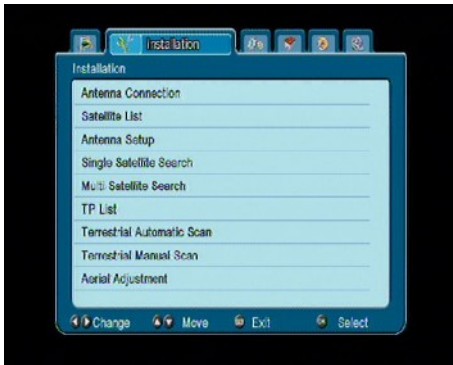 Installation
Installation
Antenna Connection
Satellite List
Antenna Setup
Single Satellite Search
Multi Satellite Search
TP List
Terrestrial Automatic Scan
Terrestrial Manual Scan
Aerial Adjustment
Change Move Exit Select